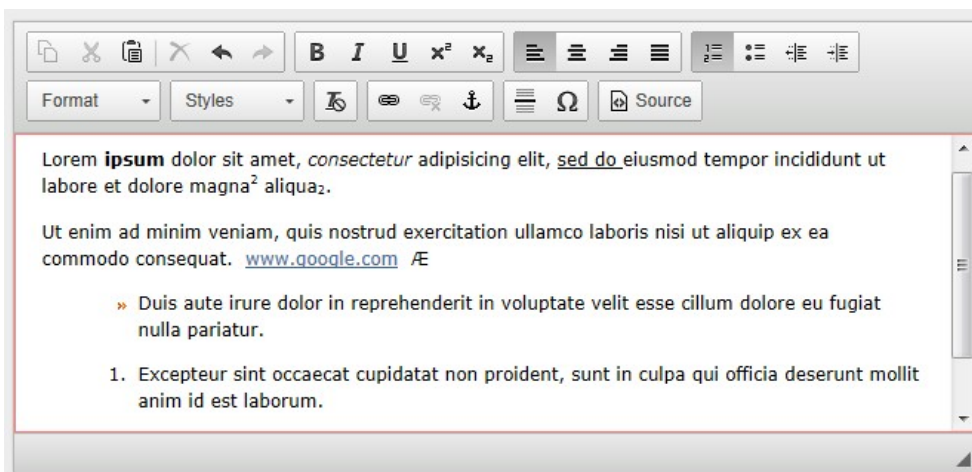 B I U x² x₂
Format Styles Ω Source
Lorem ipsum dolor sit amet, consectetur adipisicing elit, sed do eiusmod tempor incididunt ut
labore et dolore magna² aliqua₂.
Ut enim ad minim veniam, quis nostrud exercitation ullamco laboris nisi ut aliquip ex ea
commodo consequat. www.google.com Æ
» Duis aute irure dolor in reprehenderit in voluptate velit esse cillum dolore eu fugiat
nulla pariatur.
1. Excepteur sint occaecat cupidatat non proident, sunt in culpa qui officia deserunt mollit
anim id est laborum.